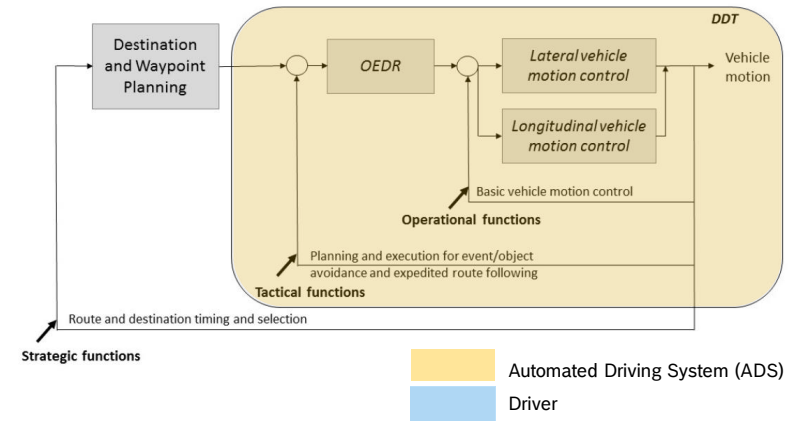 DDT
Destination
and Waypoint
Planning
OEDR
Lateral vehicle
motion control
Vehicle
motion
Longitudinal vehicle
motion control
Basic vehicle motion control
Operational functions
Planning and execution for event/object
avoidance and expedited route following
Tactical functions
Route and destination timing and selection
Strategic functions
Automated Driving System (ADS)
Driver